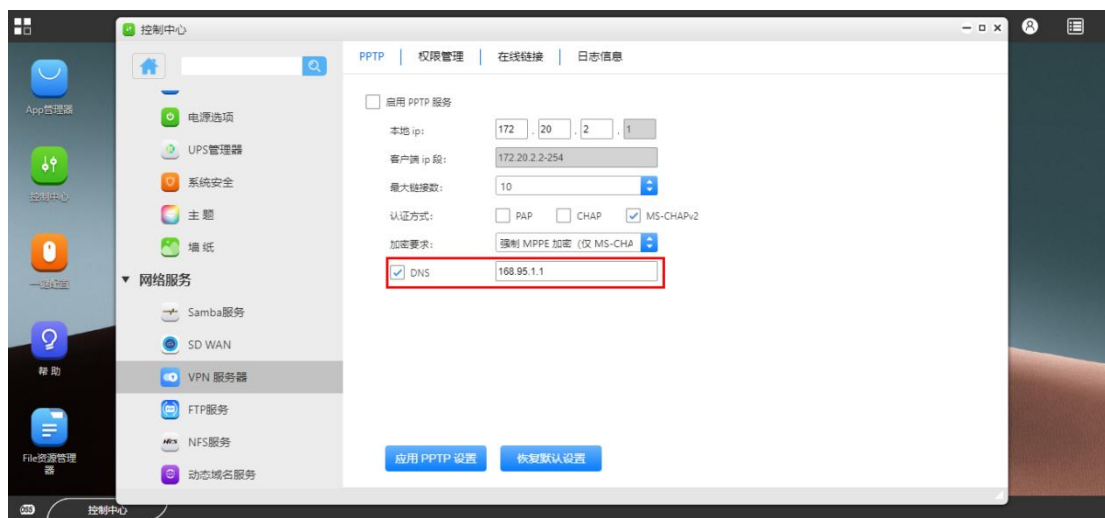 控制中心
PPTP
权限管理
在线链接
日志信息
App管理器
控制中心
一键配置
帮 助
File资源管理
器
电源选项
UPS管理器
系统安全
主 题
墙 纸
网络服务
Samba服务
SD WAN
VPN 服务器
FTP服务
NFS
NFS服务
动态域名服务
启用 PPTP 服务
本地 ip:
172 . 20 . 2 . 1
客户端 ip 段:
172.20.2.2-254
最大链接数:
10
认证方式:
PAP
CHAP
MS-CHAPv2
加密要求:
强制 MPPE 加密（仅 MS-CHA
DNS
168.95.1.1
应用 PPTP 设置
恢复默认设置
控制中心